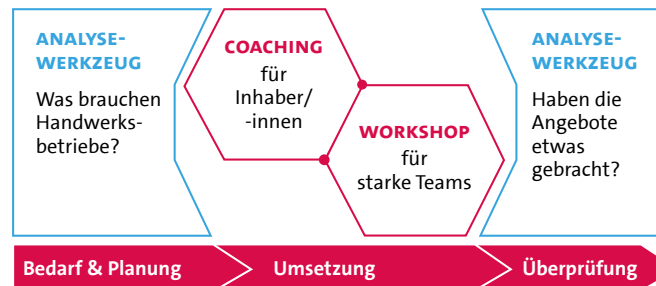 ANALYSE-
WERKZEUG
Was brauchen
Handwerks-
betriebe?
COACHING
für
Inhaber/
-innen
WORKSHOP
für
starke Teams
ANALYSE-
WERKZEUG
Haben die
Angebote
etwas
gebracht?
Bedarf & Planung
Umsetzung
Überprüfung